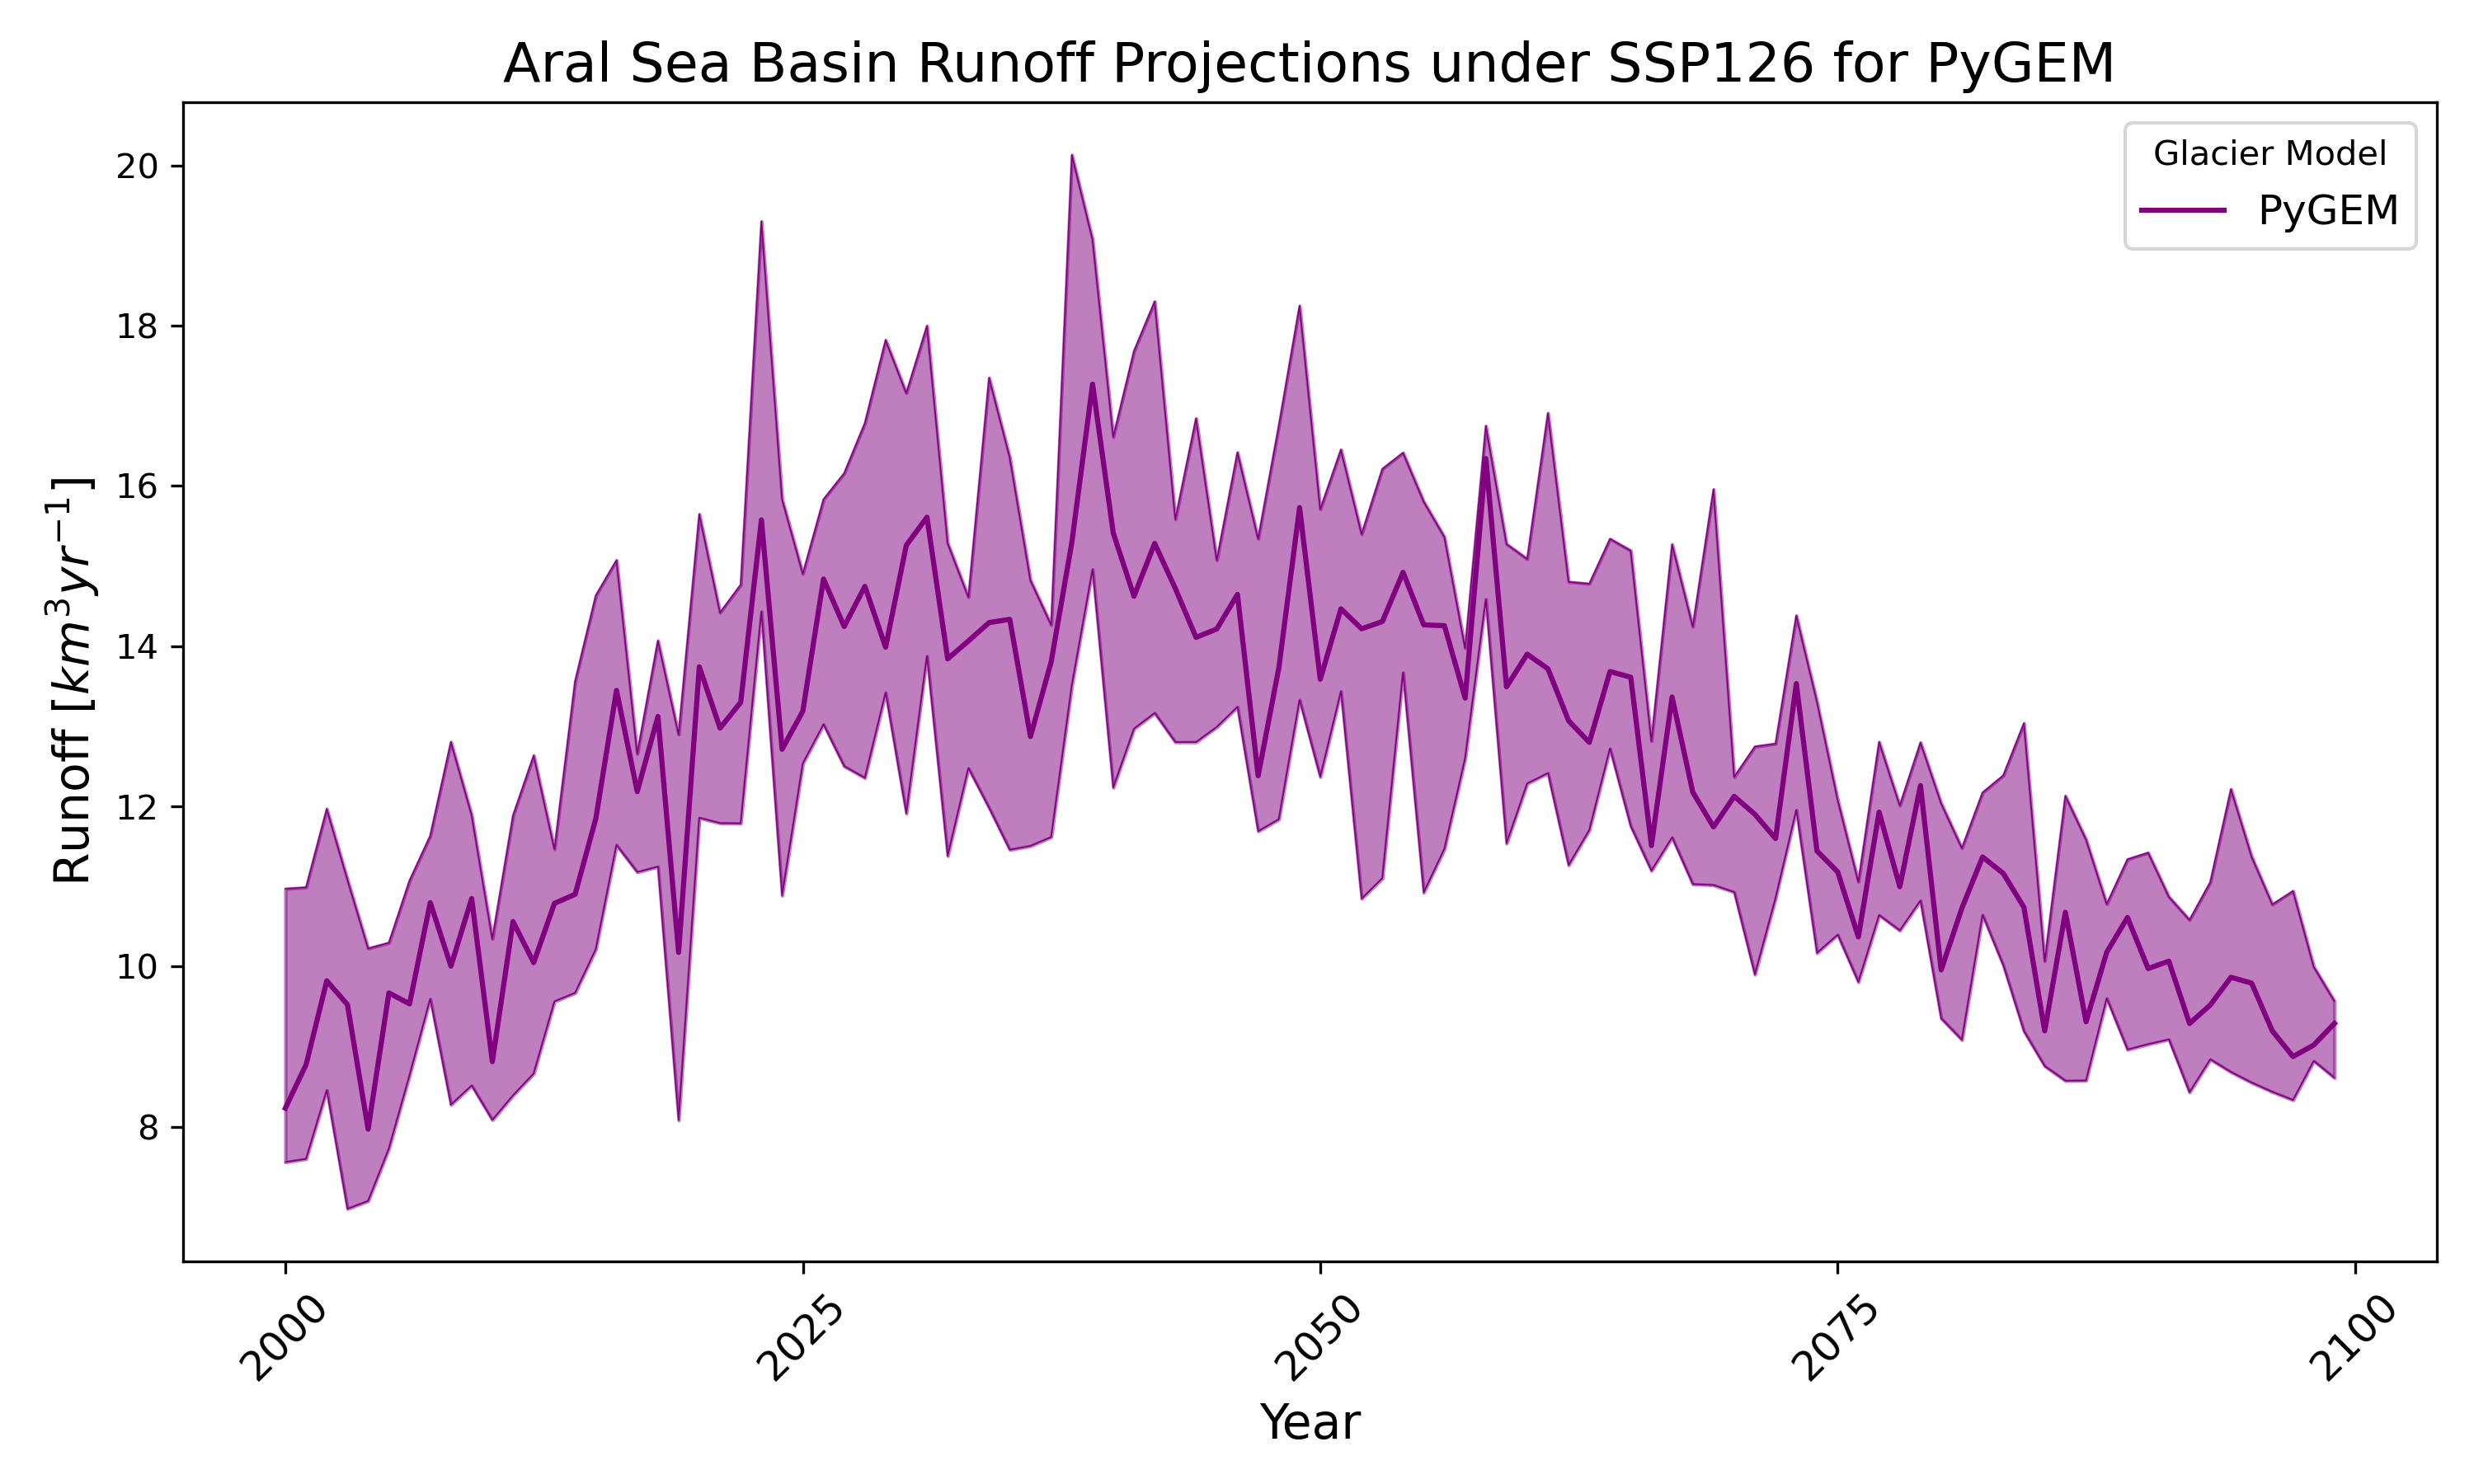 Aral Sea Basin Runoff Projections under SSP126 for PyGEM
Glacier Model
PyGEM
Runoff [km³yr⁻¹]
20
18
16
14
12
10
8
2000
2025
2050
2075
2100
Year